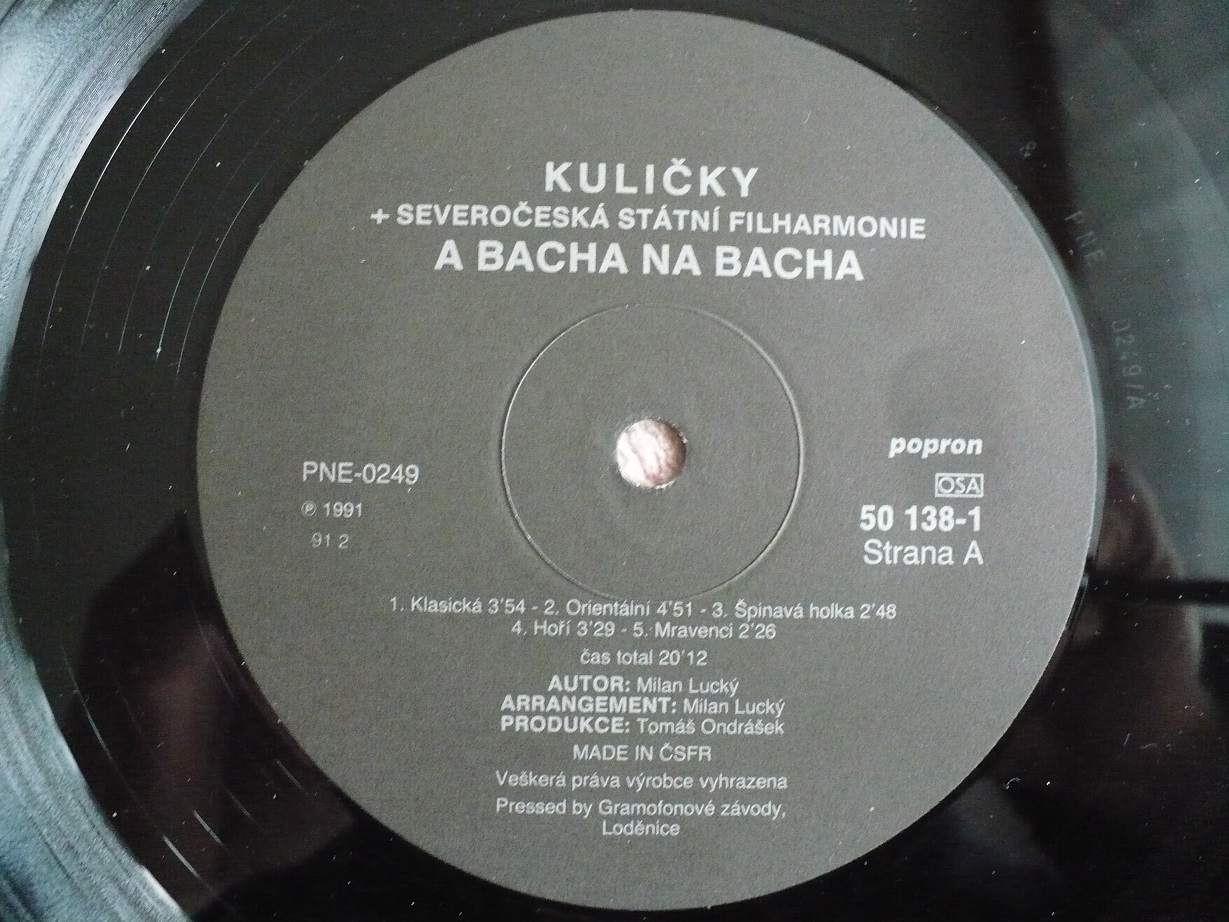 KULIČKY
+ SEVEROČESKÁ STÁTNÍ FILHARMONIE
A BACHA NA BACHA
PNE-0249
℗ 1991
91 2
popron
OSA
50 138-1
Strana A
1. Klasická 3'54 - 2. Orientální 4'51 - 3. Špinavá holka 2'48
4. Hoří 3'29 - 5. Mravenci 2'26
čas total 20'12
AUTOR: Milan Lucký
ARRANGEMENT: Milan Lucký
PRODUKCE: Tomáš Ondrášek
MADE IN ČSFR
Veškerá práva výrobce vyhrazena
Pressed by Gramofonové závody,
Loděnice
PNE 0249/A